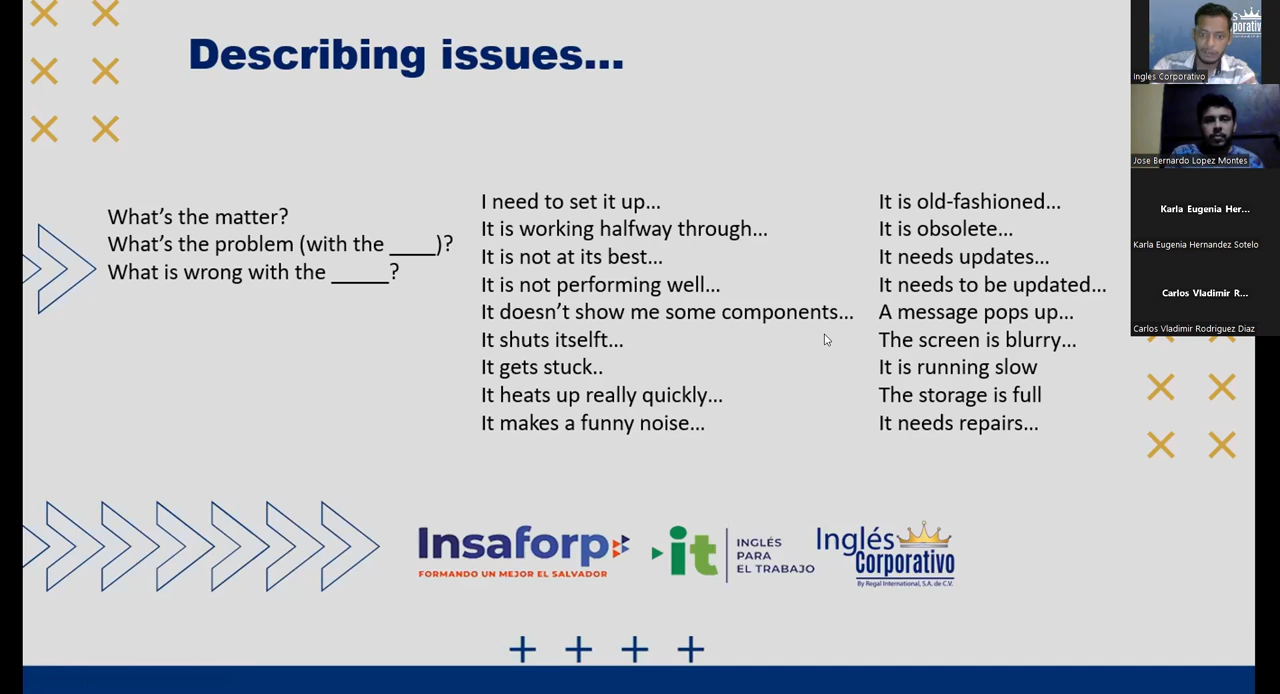 Describing issues...
What's the matter?
What's the problem (with the ____)?
What is wrong with the _____?
I need to set it up...
It is working halfway through...
It is not at its best...
It is not performing well...
It doesn't show me some components...
It shuts itselft...
It gets stuck..
It heats up really quickly...
It makes a funny noise...
It is old-fashioned...
It is obsolete...
It needs updates...
It needs to be updated...
A message pops up...
The screen is blurry...
It is running slow
The storage is full
It needs repairs...
Insaforp
FORMANDO UN MEJOR EL SALVADOR
it
INGLÉS
PARA
EL TRABAJO
Inglés
Corporativo
By Regal International, S.A. de C.V.
Ingles Corporativo
Jose Bernardo Lopez Montes
Karla Eugenia Her...
Karla Eugenia Hernandez Sotelo
Carlos Vladimir R...
Carlos Vladimir Rodriguez Diaz